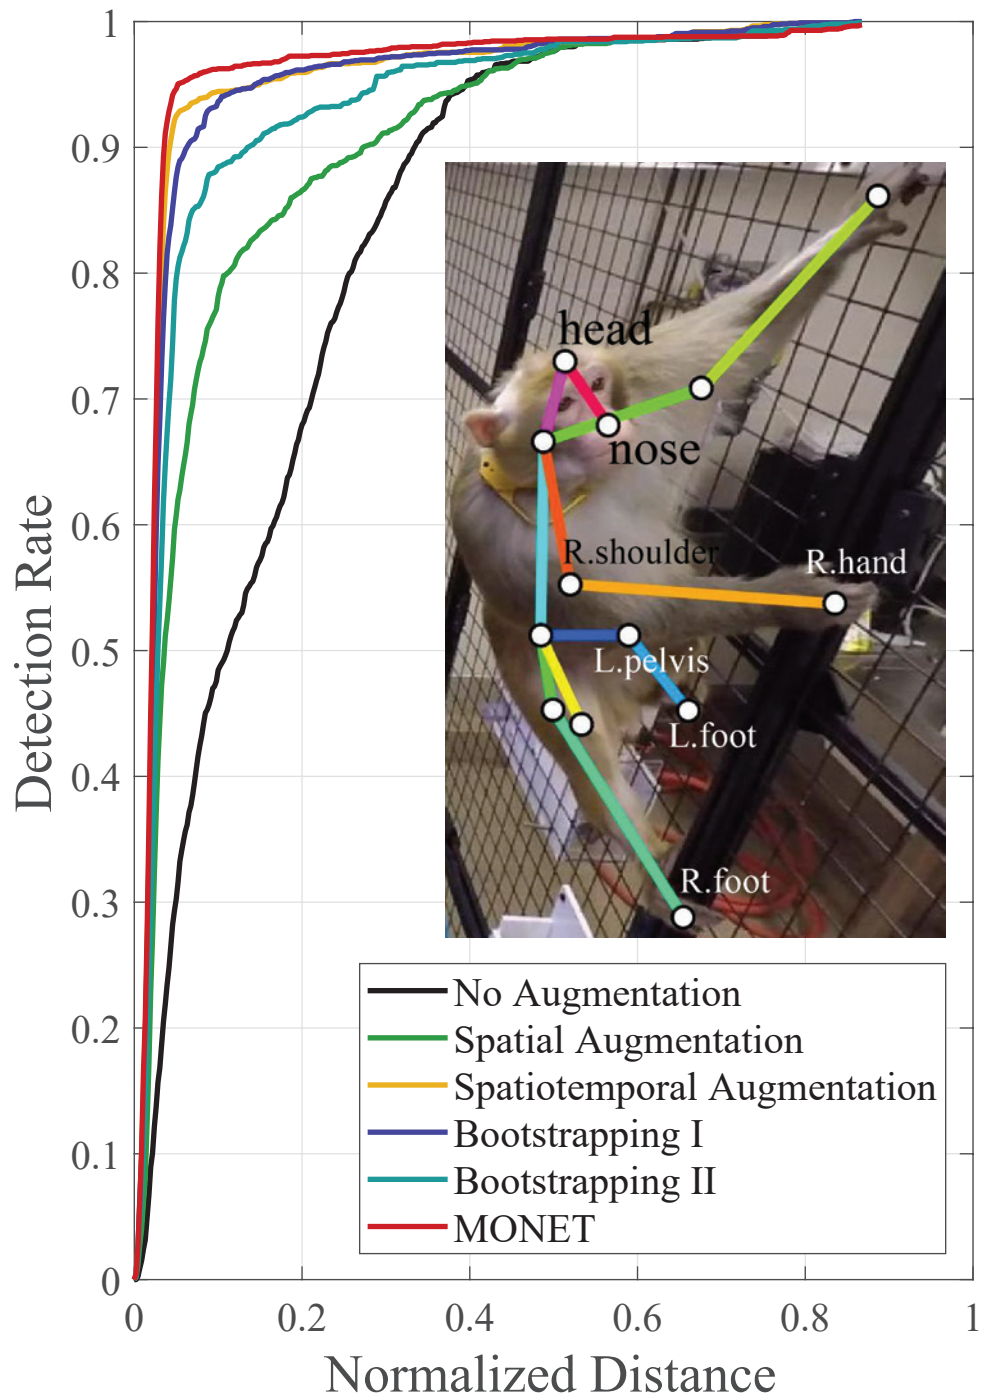 1
0.9
0.8
0.7
0.6
0.5
0.4
0.3
0.2
0.1
0
Detection Rate
head
nose
R.shoulder
R.hand
L.pelvis
L.foot
R.foot
No Augmentation
Spatial Augmentation
Spatiotemporal Augmentation
Bootstrapping I
Bootstrapping II
MONET
0 0.2 0.4 0.6 0.8 1
Normalized Distance